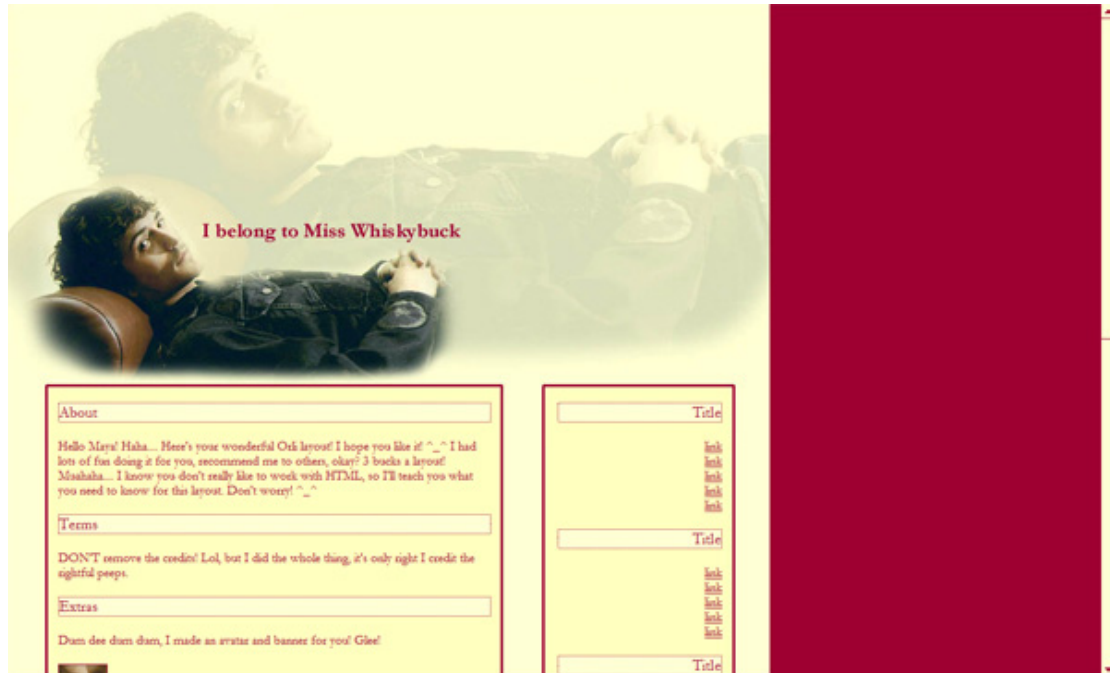 I belong to Miss Whiskybuck
About
Hello Maya! Haha... Here's your wonderful Orli layout! I hope you like it! ^_^ I had
lots of fun doing it for you, recommend me to others, okay? 3 bucks a layout!
Muahaha... I know you don't really like to work with HTML, so I'll teach you what
you need to know for this layout. Don't worry! ^_^
Terms
DON'T remove the credits! Lol, but I did the whole thing, it's only right I credit the
rightful peeps.
Extras
Dum dee dum dum, I made an avatar and banner for you! Glee!
Title
link
link
link
link
link
Title
link
link
link
link
link
Title